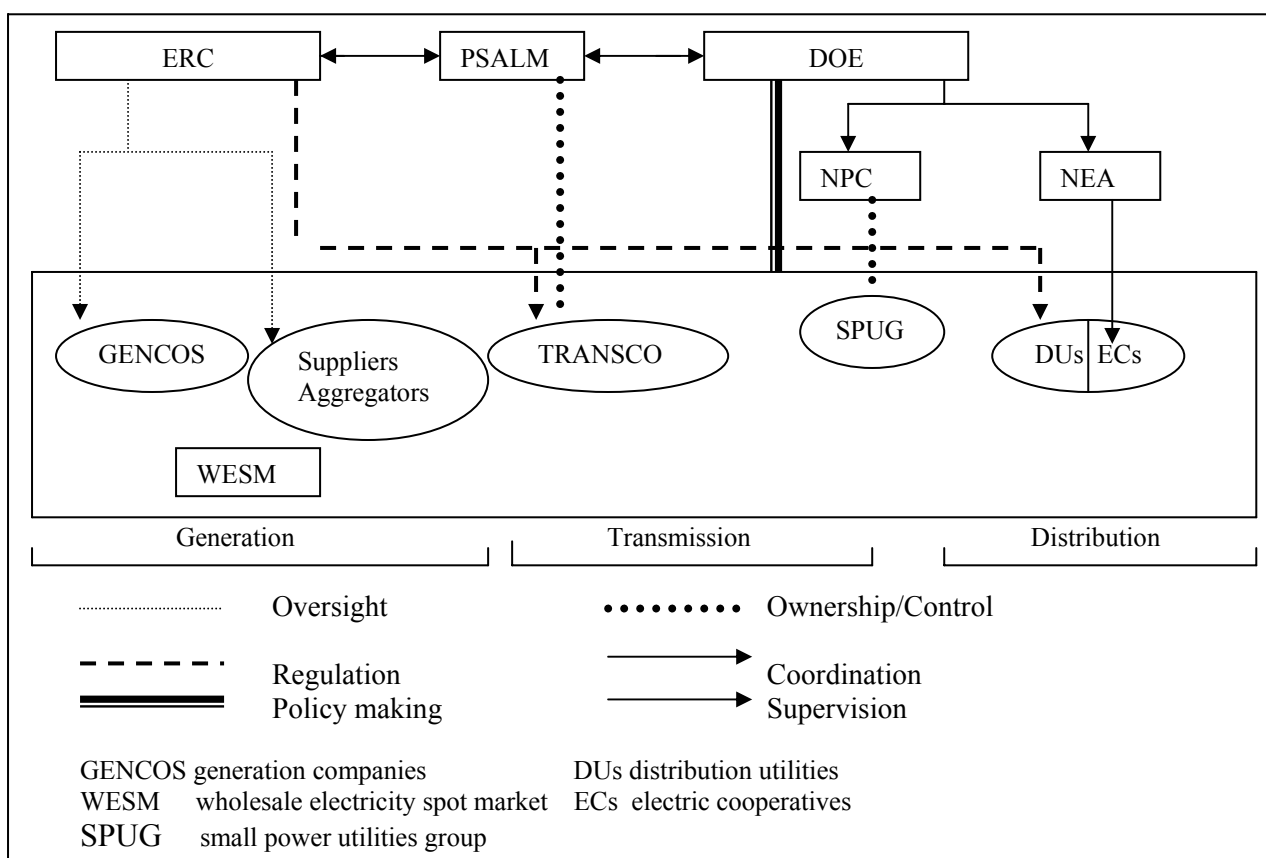 ERC PSALM DOE
NPC NEA
GENCOS Suppliers Aggregators TRANSCO SPUG DUs ECs
WESM
Generation Transmission Distribution
Oversight Ownership/Control
Regulation Coordination
Policy making Supervision
GENCOS generation companies DUs distribution utilities
WESM wholesale electricity spot market ECs electric cooperatives
SPUG small power utilities group